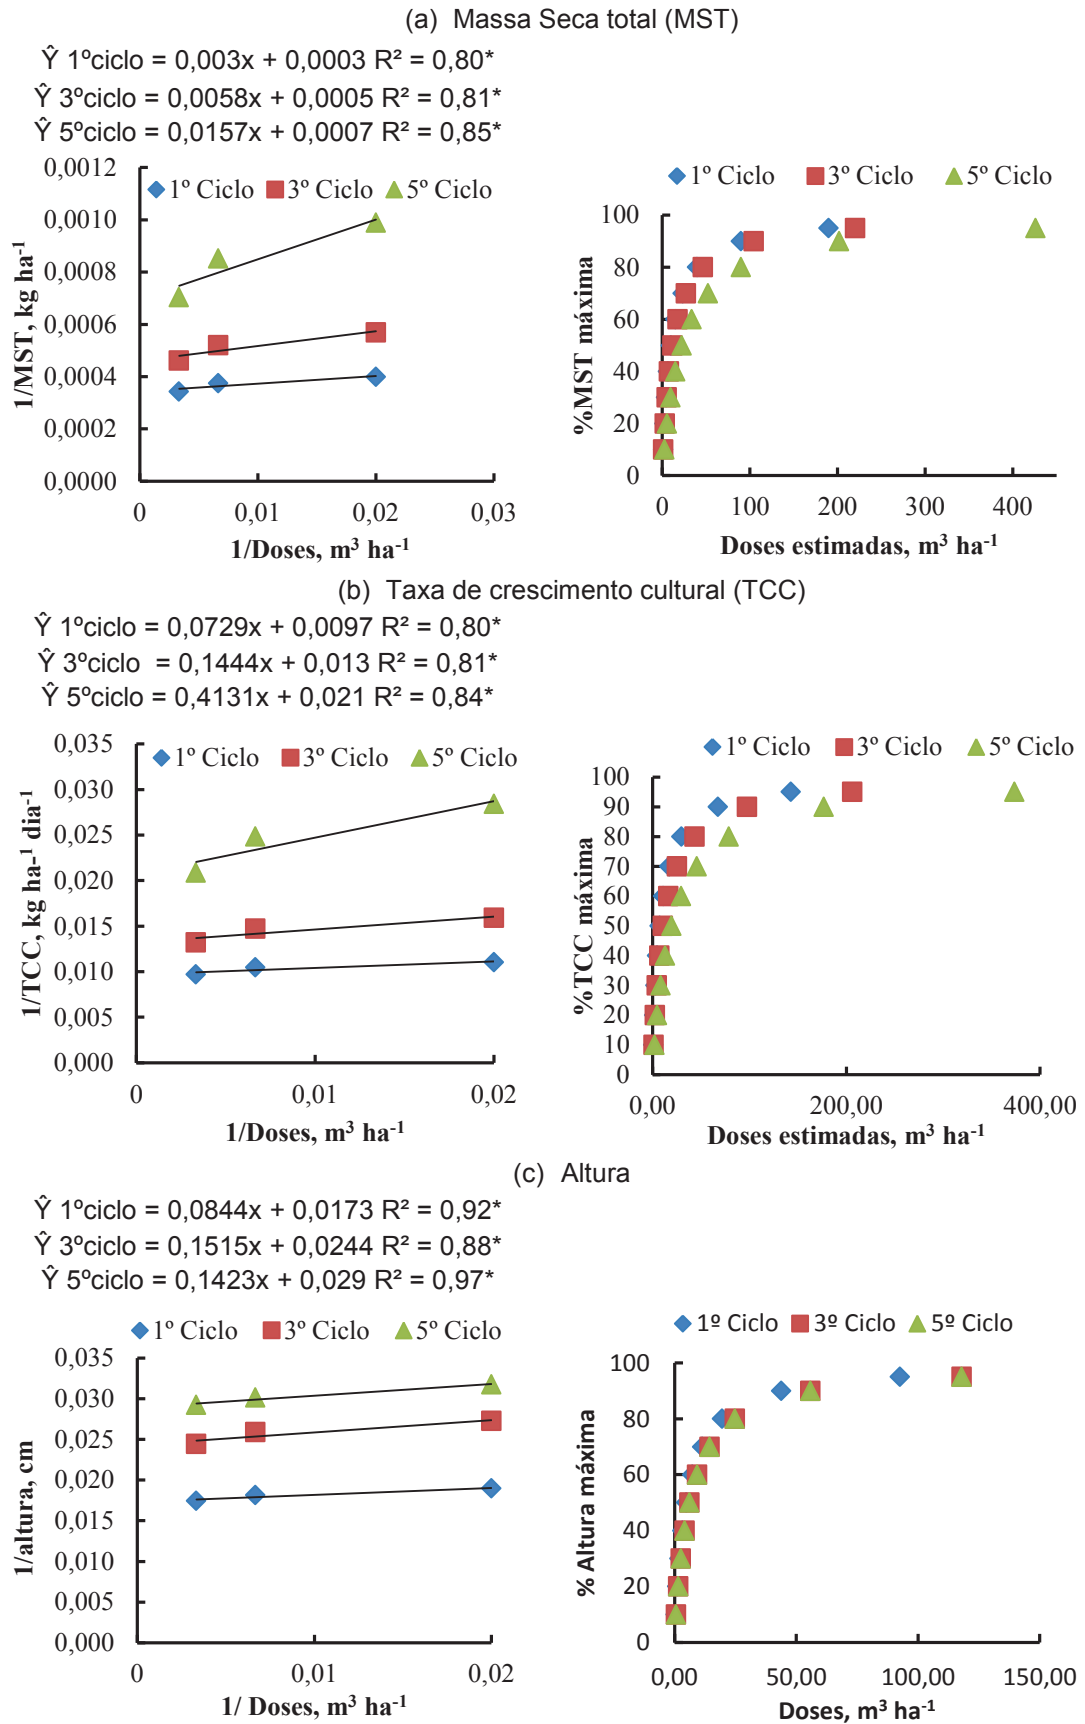 (a) Massa Seca total (MST)
Ŷ 1ºciclo = 0,003x + 0,0003 R² = 0,80*
Ŷ 3ºciclo = 0,0058x + 0,0005 R² = 0,81*
Ŷ 5ºciclo = 0,0157x + 0,0007 R² = 0,85*
1º Ciclo 3º Ciclo 5º Ciclo
0,0012
0,0010
0,0008
0,0006
0,0004
0,0002
0,0000
1/MST, kg ha⁻¹
0 0,01 0,02 0,03
1/Doses, m³ ha⁻¹
1º Ciclo 3º Ciclo 5º Ciclo
100
80
60
40
20
0
%MST máxima
0 100 200 300 400
Doses estimadas, m³ ha⁻¹
(b) Taxa de crescimento cultural (TCC)
Ŷ 1ºciclo = 0,0729x + 0,0097 R² = 0,80*
Ŷ 3ºciclo = 0,1444x + 0,013 R² = 0,81*
Ŷ 5ºciclo = 0,4131x + 0,021 R² = 0,84*
1º Ciclo 3º Ciclo 5º Ciclo
0,035
0,030
0,025
0,020
0,015
0,010
0,005
0,000
1/TCC, kg ha-¹ dia⁻¹
0 0,01 0,02
1/Doses, m³ ha⁻¹
1º Ciclo 3º Ciclo 5º Ciclo
100
90
80
70
60
50
40
30
20
10
0
%TCC máxima
0,00 200,00 400,00
Doses estimadas, m³ ha⁻¹
(c) Altura
Ŷ 1ºciclo = 0,0844x + 0,0173 R² = 0,92*
Ŷ 3ºciclo = 0,1515x + 0,0244 R² = 0,88*
Ŷ 5ºciclo = 0,1423x + 0,029 R² = 0,97*
1º Ciclo 3º Ciclo 5º Ciclo
0,035
0,030
0,025
0,020
0,015
0,010
0,005
0,000
1/altura, cm
0 0,01 0,02
1/ Doses, m³ ha⁻¹
1º Ciclo 3º Ciclo 5º Ciclo
100
80
60
40
20
0
% Altura máxima
0,00 50,00 100,00 150,00
Doses, m³ ha⁻¹